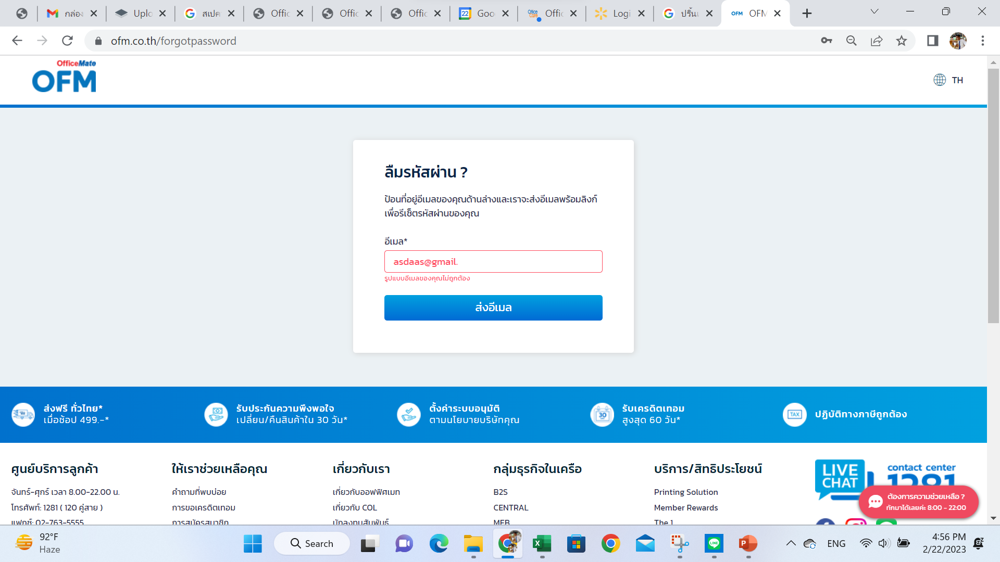 กล่อง
Uplo
สเปค
Offic
Offic
Offic
Goo
Offic
Logi
ปริ้น
OFM
ofm.co.th/forgotpassword
OfficeMate
OFM
TH
ลืมรหัสผ่าน ?
ป้อนที่อยู่อีเมลของคุณด้านล่างและเราจะส่งอีเมลพร้อมลิงก์
เพื่อรีเซ็ตรหัสผ่านของคุณ
อีเมล*
asdaas@gmail.
รูปแบบอีเมลของคุณไม่ถูกต้อง
ส่งอีเมล
ส่งฟรี ทั่วไทย*
เมื่อช้อป 499.-*
รับประกันความพึงพอใจ
เปลี่ยน/คืนสินค้าใน 30 วัน*
ตั้งค่าระบบอนุมัติ
ตามนโยบายบริษัทคุณ
30
รับเครดิตเทอม
สูงสุด 60 วัน*
TAX
ปฏิบัติทางภาษีถูกต้อง
ศูนย์บริการลูกค้า
จันทร์-ศุกร์ เวลา 8.00-22.00 น.
โทรศัพท์: 1281 ( 120 คู่สาย )
แฟกซ์: 02-763-5555
ให้เราช่วยเหลือคุณ
คำถามที่พบบ่อย
การขอเครดิตเทอม
การสมัครสมาชิก
เกี่ยวกับเรา
เกี่ยวกับออฟฟิศเมท
เกี่ยวกับ COL
นักลงทุนสัมพันธ์
กลุ่มธุรกิจในเครือ
B2S
CENTRAL
MEB
บริการ/สิทธิประโยชน์
Printing Solution
Member Rewards
The 1
LIVE
CHAT
contact center
1281
ต้องการความช่วยเหลือ ?
ทักมาได้เลยค่ะ 8:00 - 22:00
92°F
Haze
Search
ENG
4:56 PM
2/22/2023